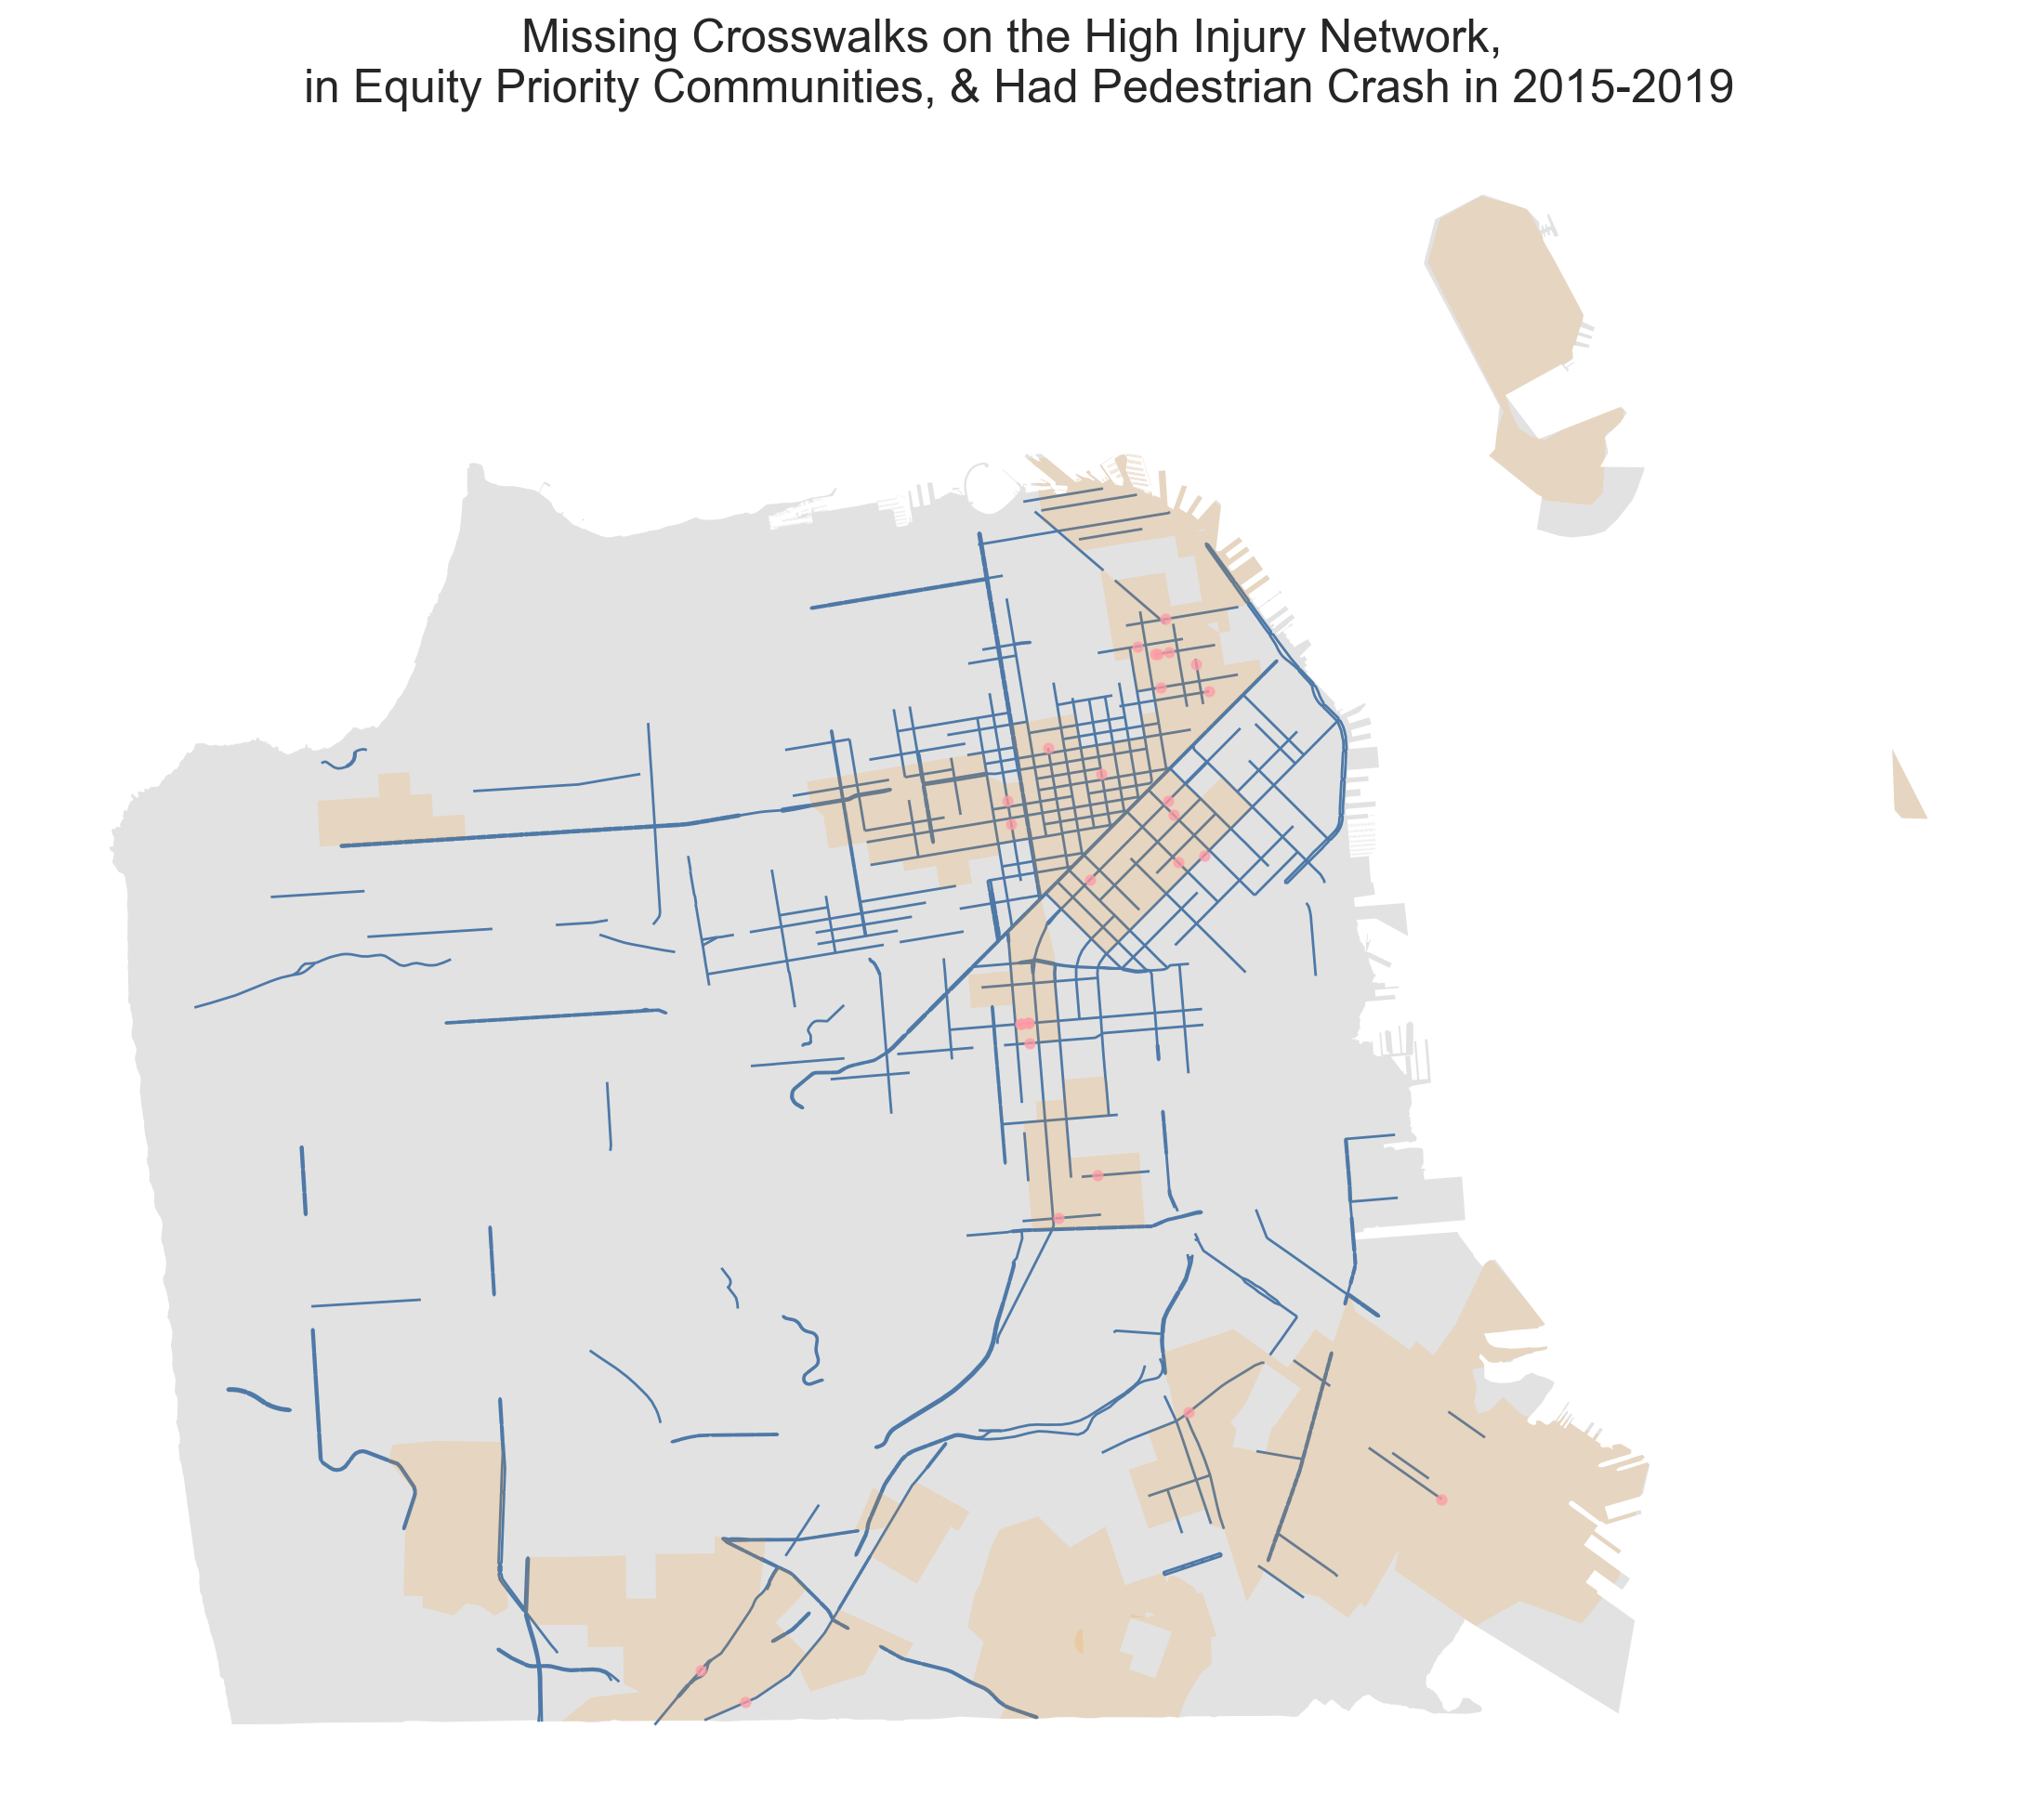 Missing Crosswalks on the High Injury Network,
in Equity Priority Communities, & Had Pedestrian Crash in 2015-2019